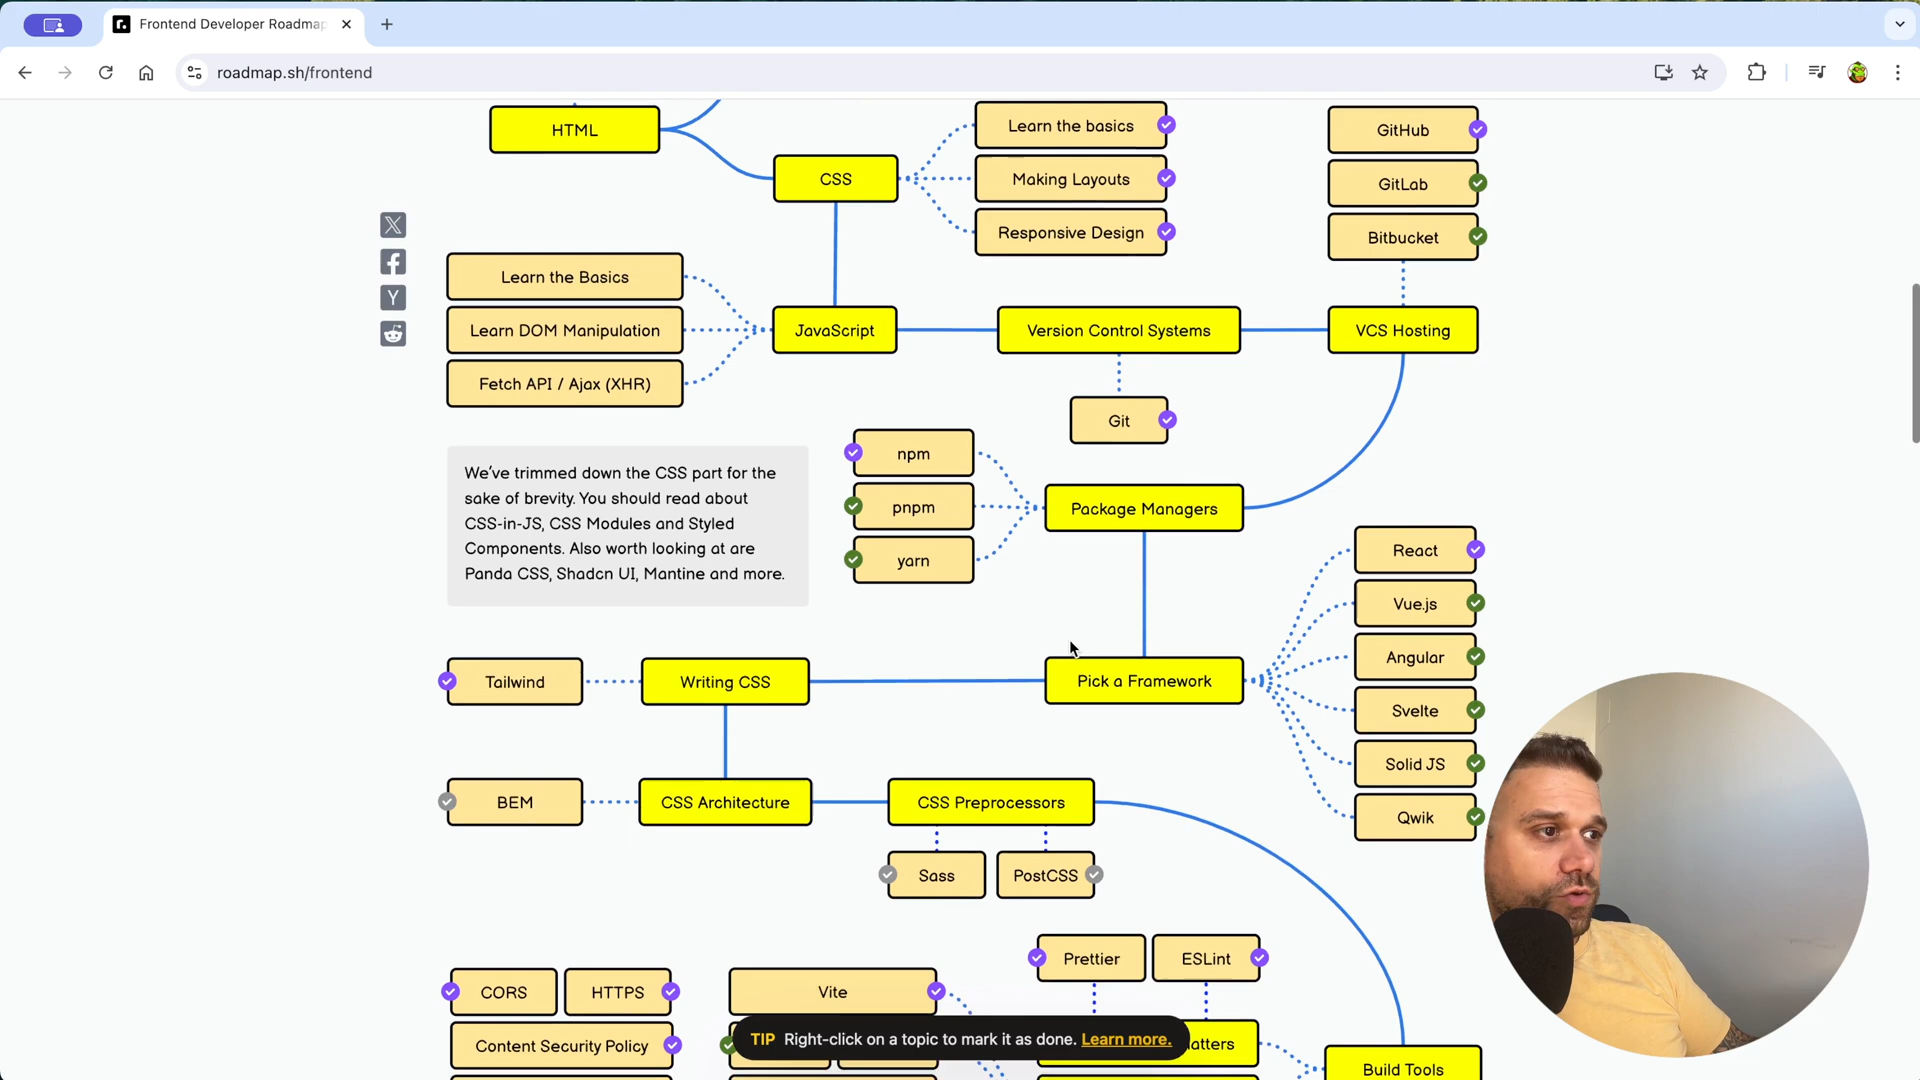 Frontend Developer Roadmap
roadmap.sh/frontend
HTML
CSS
Learn the basics
Making Layouts
Responsive Design
GitHub
GitLab
Bitbucket
Learn the Basics
Learn DOM Manipulation
Fetch API / Ajax (XHR)
JavaScript
Version Control Systems
VCS Hosting
Git
npm
pnpm
yarn
Package Managers
We've trimmed down the CSS part for the
sake of brevity. You should read about
CSS-in-JS, CSS Modules and Styled
Components. Also worth looking at are
Panda CSS, Shadcn UI, Mantine and more.
React
Vue.js
Angular
Svelte
Solid JS
Qwik
Tailwind
Writing CSS
Pick a Framework
BEM
CSS Architecture
CSS Preprocessors
Sass
PostCSS
Prettier
ESLint
CORS
HTTPS
Vite
Content Security Policy
TIP Right-click on a topic to mark it as done. Learn more.
atters
Build Tools